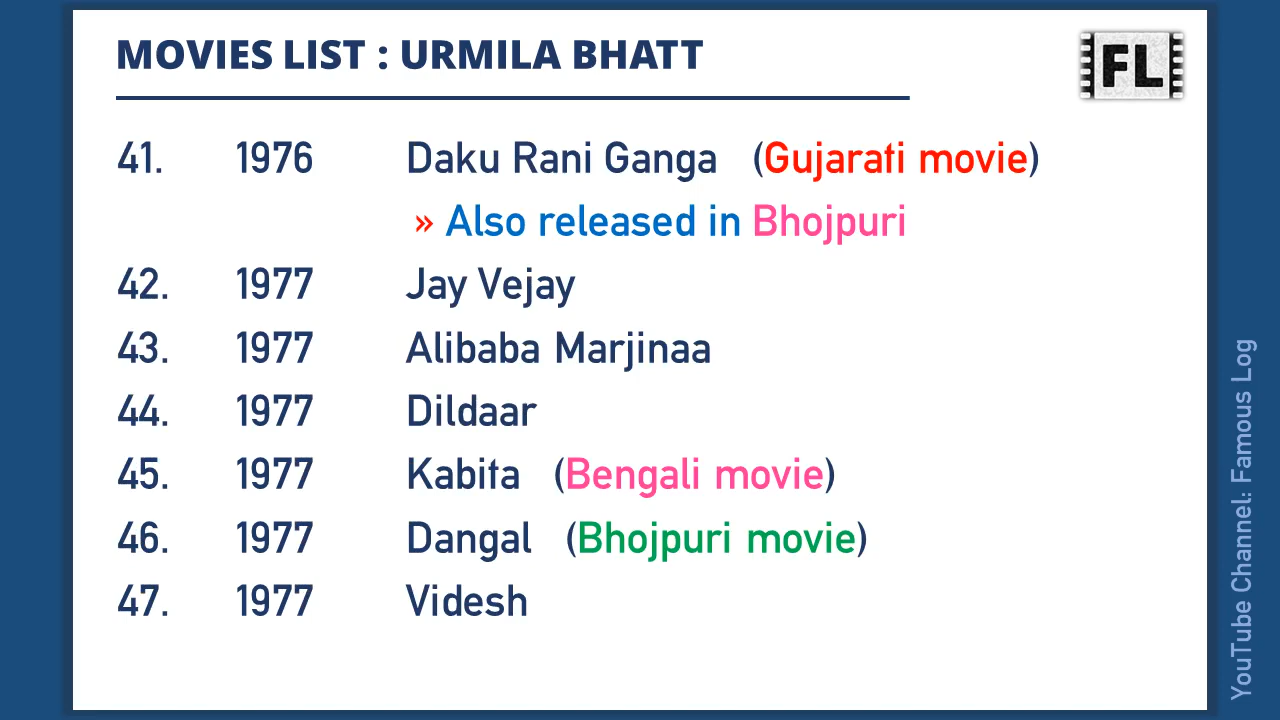 MOVIES LIST : URMILA BHATT
FL
41. 1976 Daku Rani Ganga (Gujarati movie)
» Also released in Bhojpuri
42. 1977 Jay Vejay
43. 1977 Alibaba Marjinaa
44. 1977 Dildaar
45. 1977 Kabita (Bengali movie)
46. 1977 Dangal (Bhojpuri movie)
47. 1977 Videsh
YouTube Channel: Famous Log